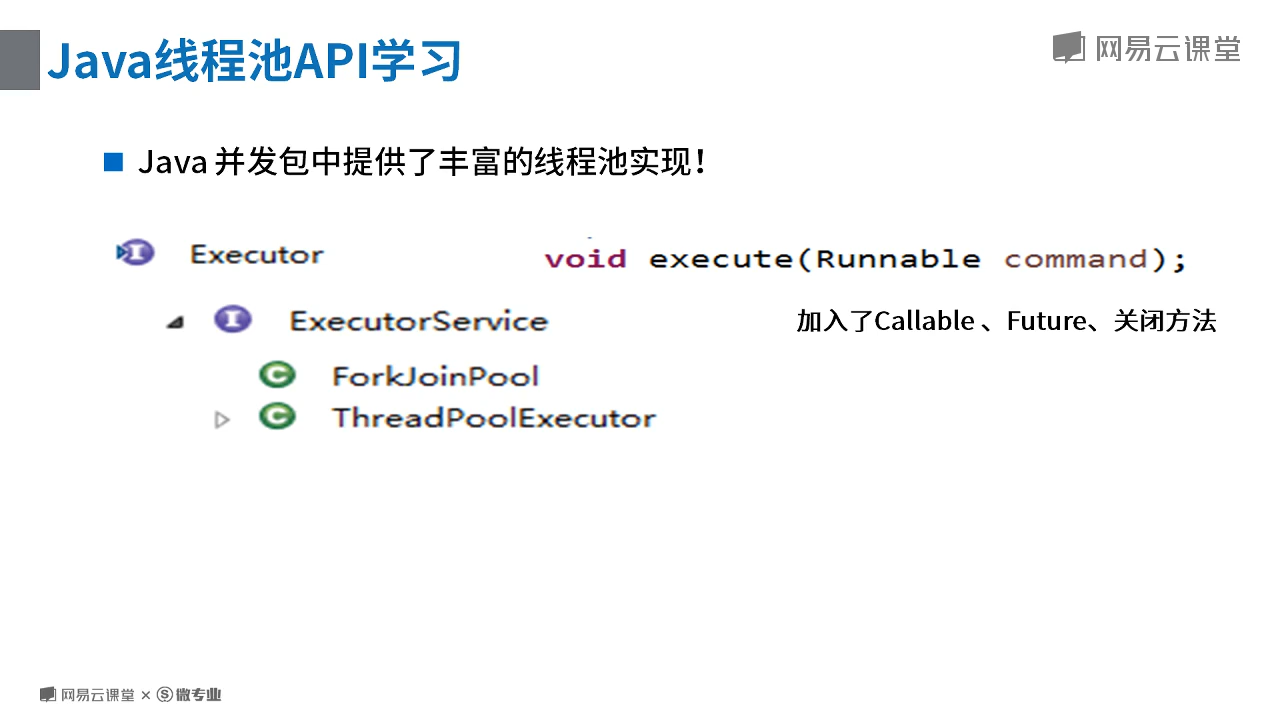 Java线程池API学习
网易云课堂
Java 并发包中提供了丰富的线程池实现！
Executor
void execute(Runnable command);
ExecutorService
加入了Callable 、Future、关闭方法
ForkJoinPool
ThreadPoolExecutor
网易云课堂 × Ⓢ微专业